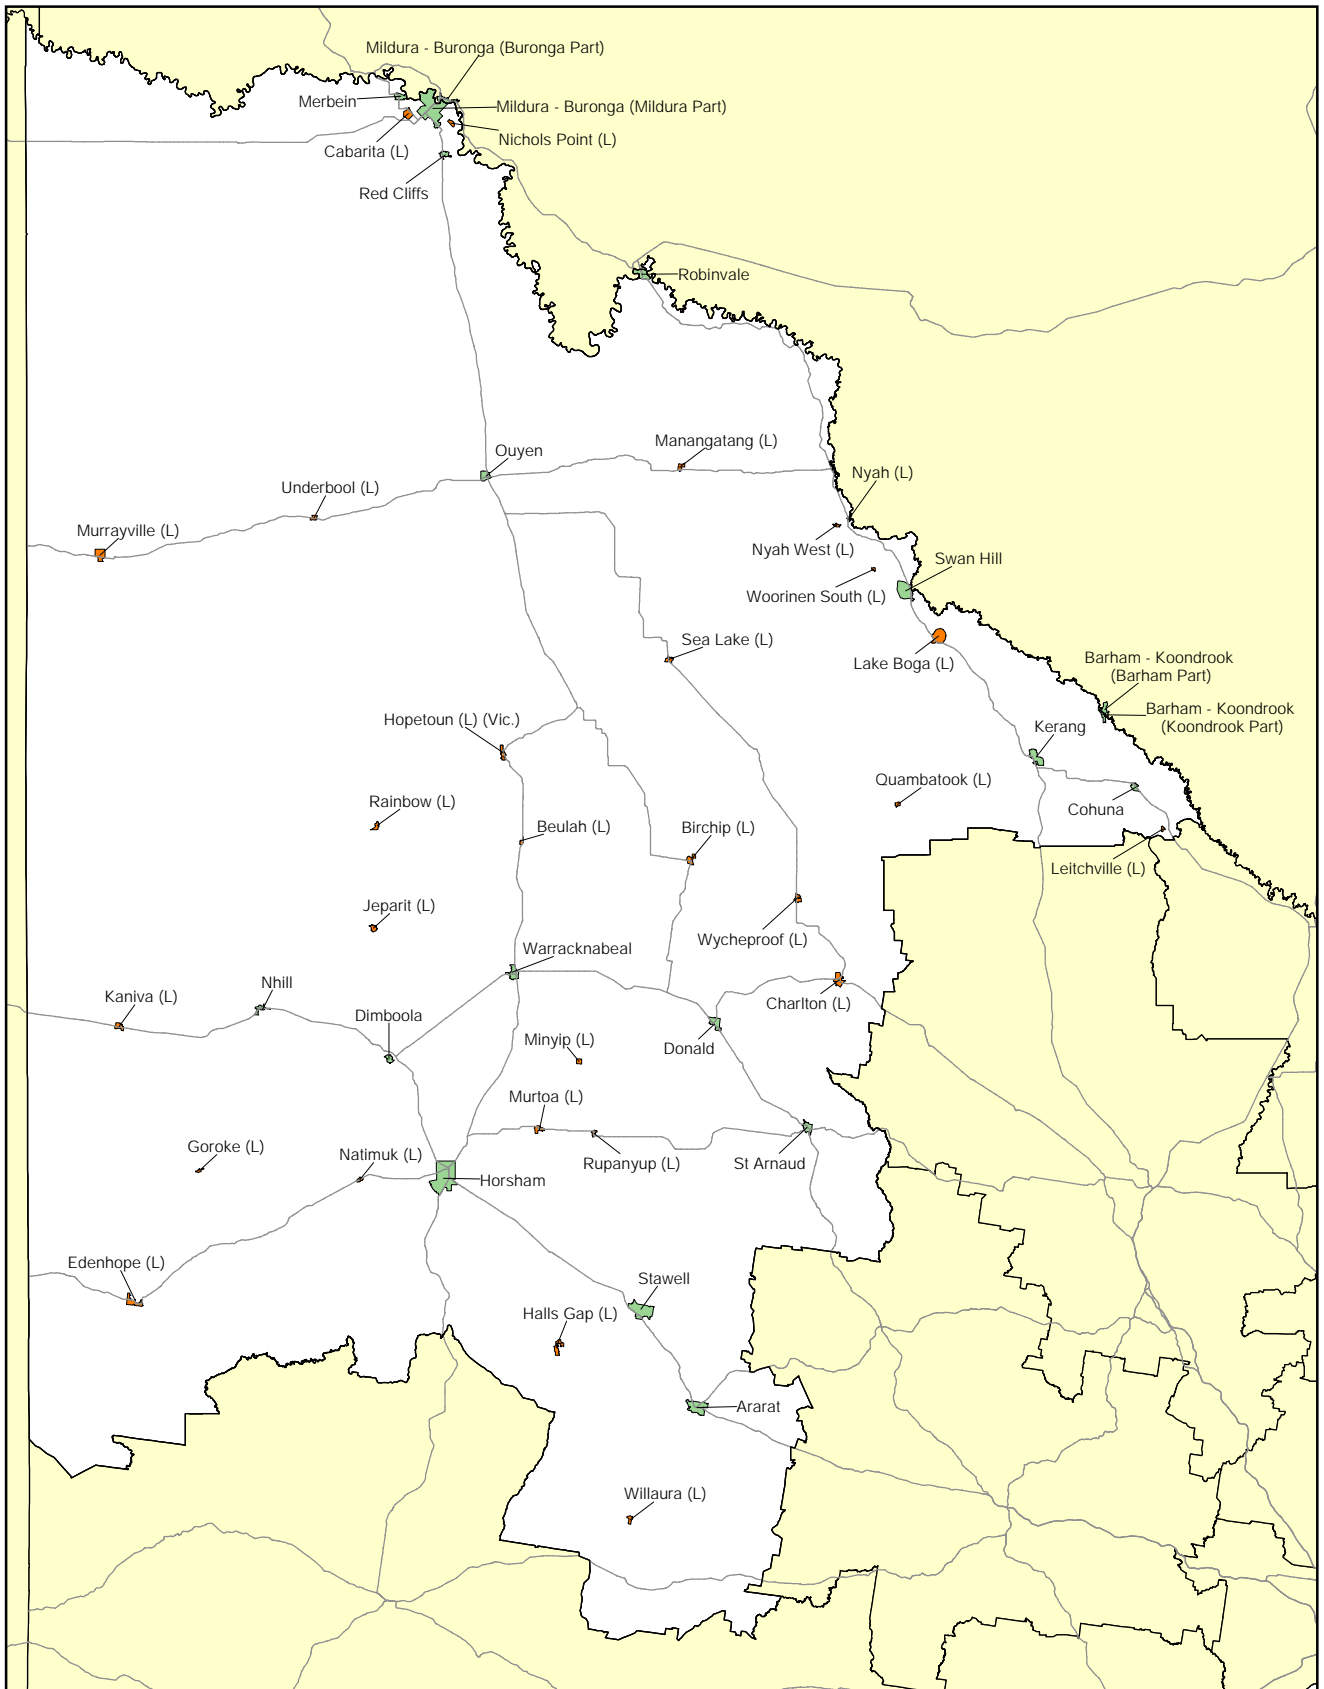 Mildura - Buronga (Buronga Part)
Merbein
Mildura - Buronga (Mildura Part)
Nichols Point (L)
Cabarita (L)
Red Cliffs
Robinvale
Manangatang (L)
Ouyen
Nyah (L)
Underbool (L)
Murrayville (L)
Nyah West (L)
Swan Hill
Woorinen South (L)
Sea Lake (L)
Lake Boga (L)
Barham - Koondrook
(Barham Part)
Barham - Koondrook
(Koondrook Part)
Hopetoun (L) (Vic.)
Kerang
Quambatook (L)
Rainbow (L)
Cohuna
Beulah (L)
Birchip (L)
Leitchville (L)
Jeparit (L)
Wycheproof (L)
Warracknabeal
Nhill
Kaniva (L)
Charlton (L)
Dimboola
Minyip (L)
Donald
Murtoa (L)
Goroke (L)
Natimuk (L)
Rupanyup (L)
St Arnaud
Horsham
Edenhope (L)
Stawell
Halls Gap (L)
Ararat
Willaura (L)